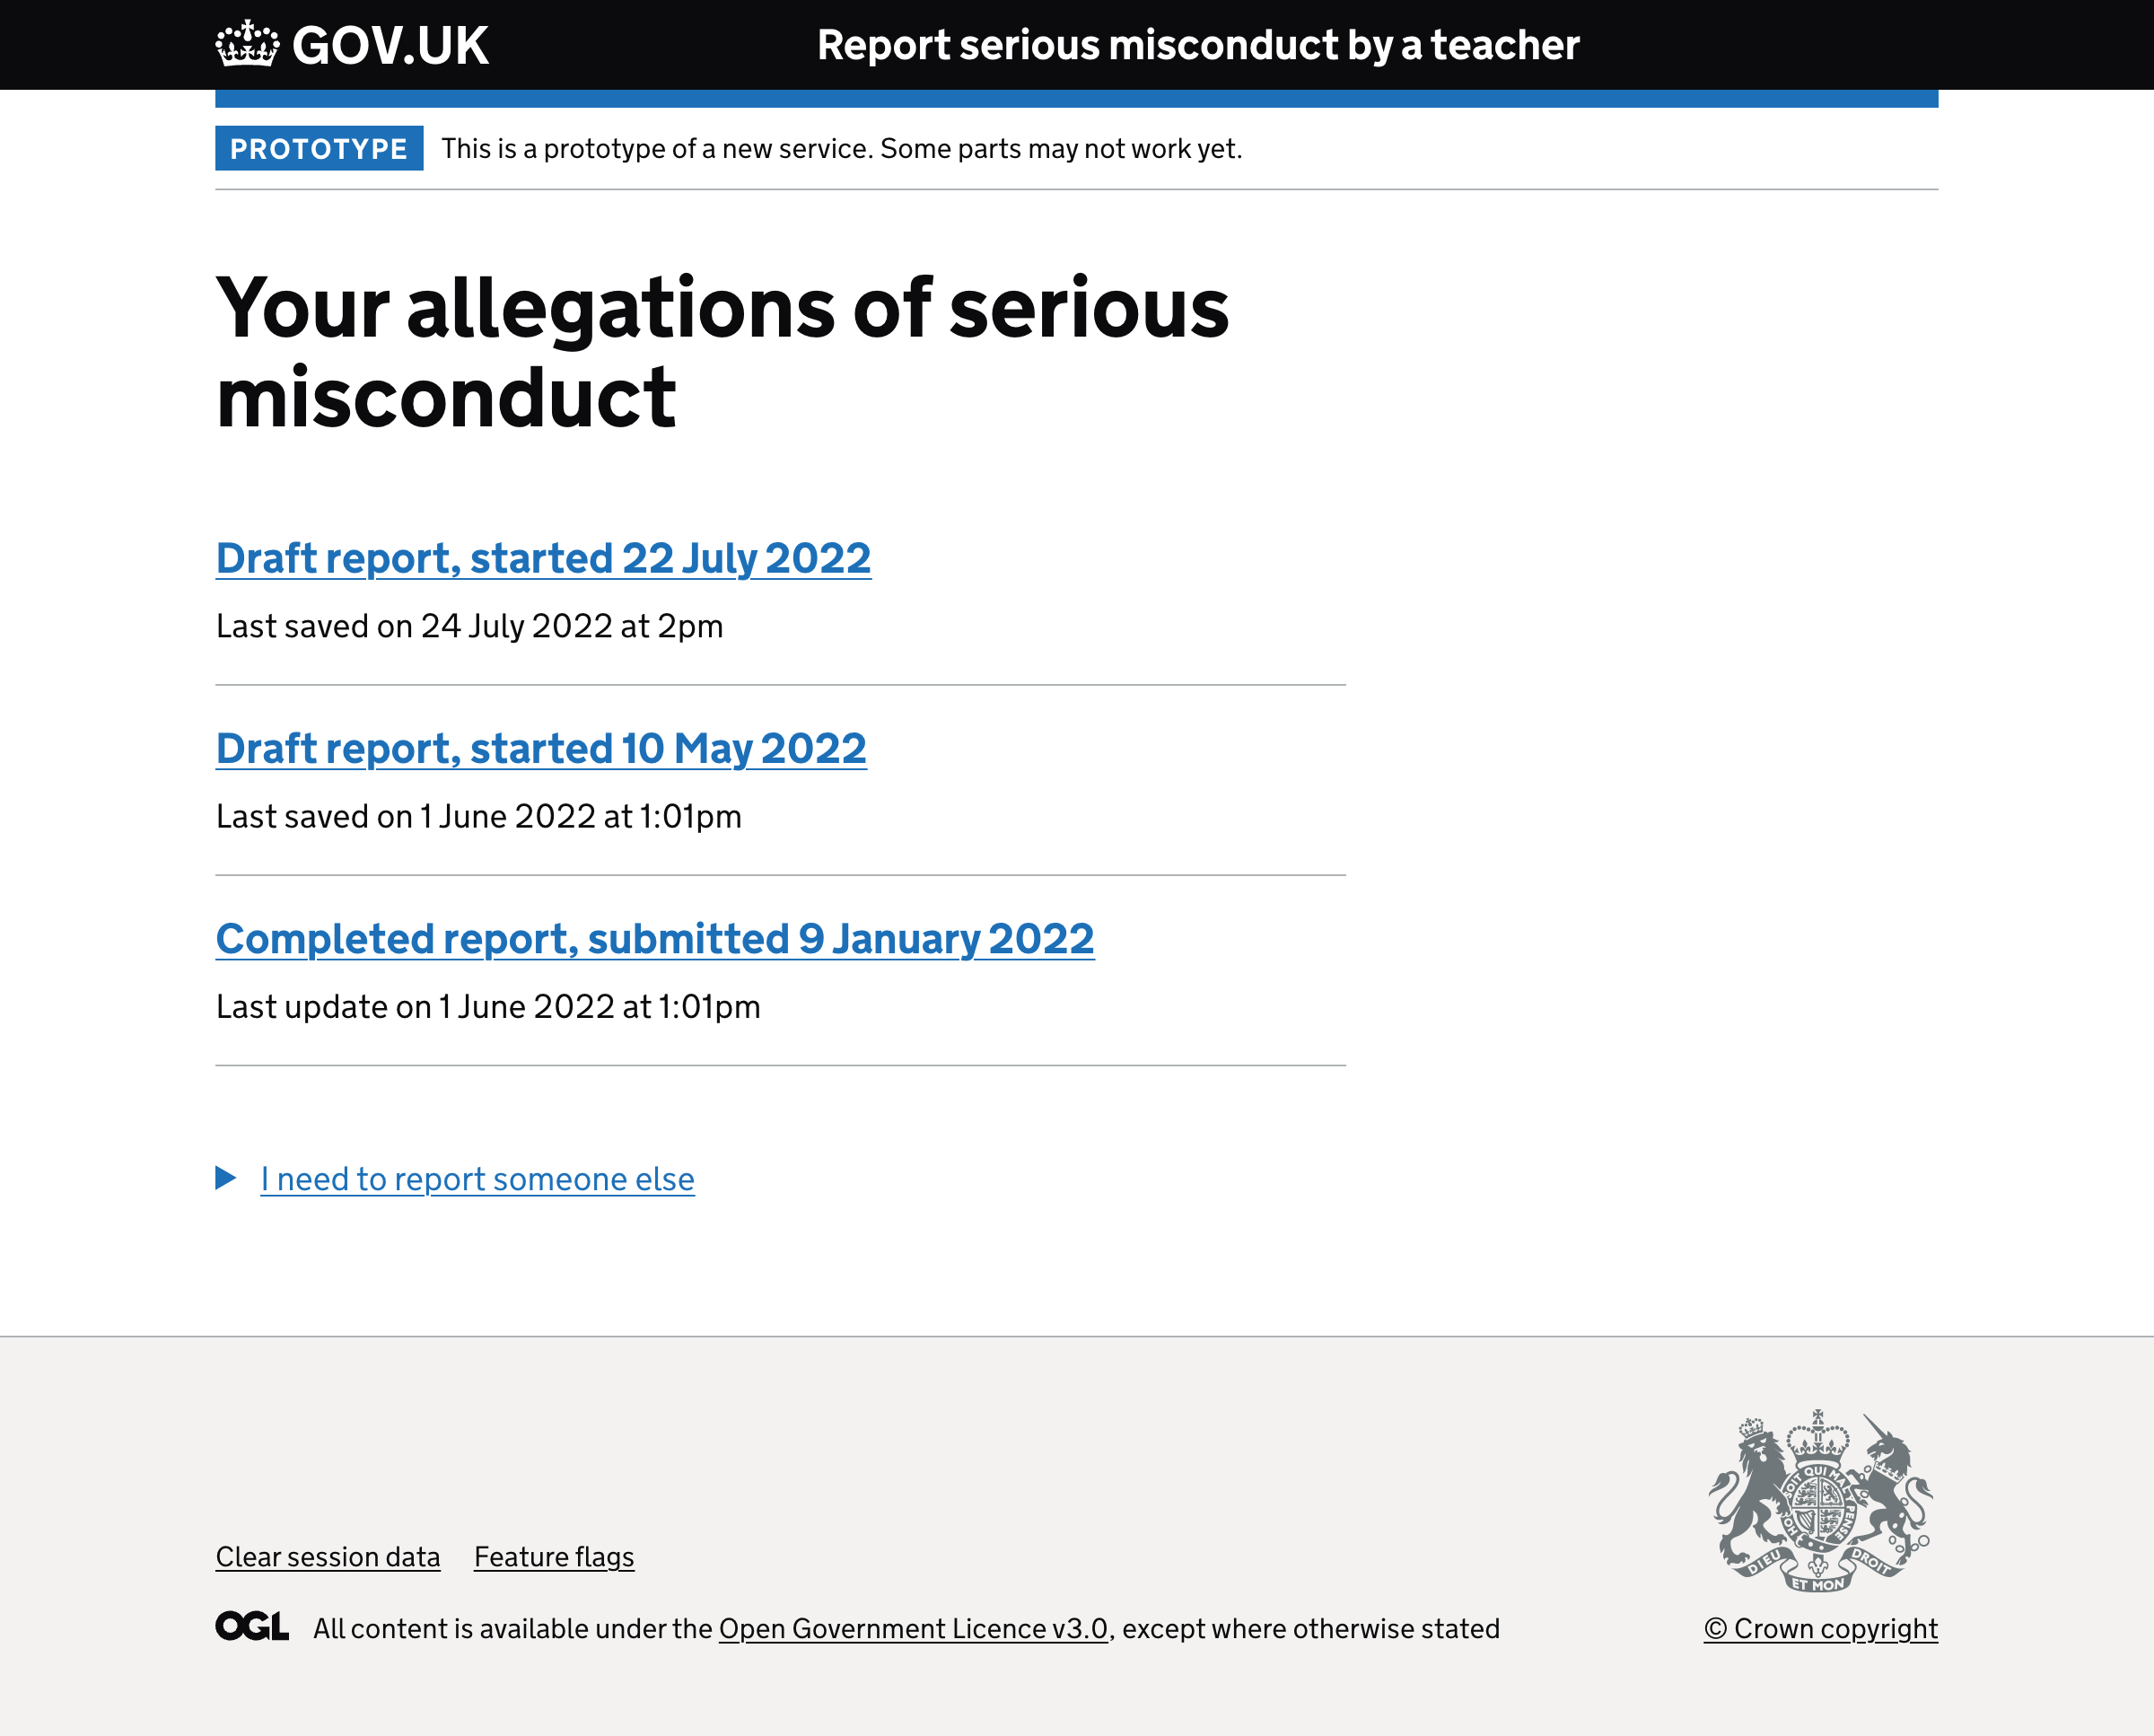 GOV.UK
Report serious misconduct by a teacher
PROTOTYPE This is a prototype of a new service. Some parts may not work yet.
Your allegations of serious
misconduct
Draft report, started 22 July 2022
Last saved on 24 July 2022 at 2pm
Draft report, started 10 May 2022
Last saved on 1 June 2022 at 1:01pm
Completed report, submitted 9 January 2022
Last update on 1 June 2022 at 1:01pm
I need to report someone else
Clear session data Feature flags
OGL All content is available under the Open Government Licence v3.0, except where otherwise stated
SOIT QUI MAL Y PENSE
DIEU ET MON DROIT
© Crown copyright